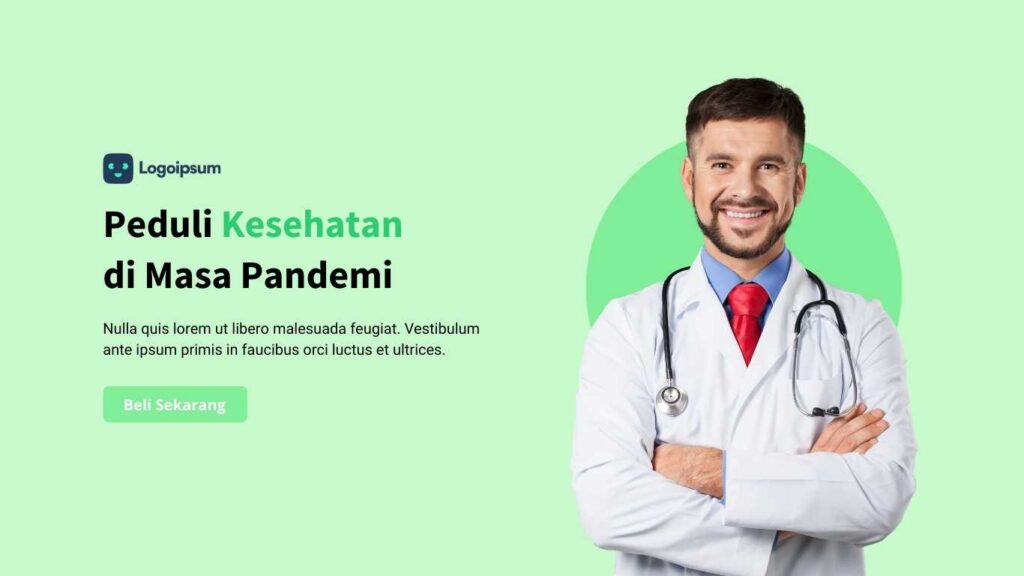 Logoipsum
Peduli Kesehatan
di Masa Pandemi
Nulla quis lorem ut libero malesuada feugiat. Vestibulum
ante ipsum primis in faucibus orci luctus et ultrices.
Beli Sekarang